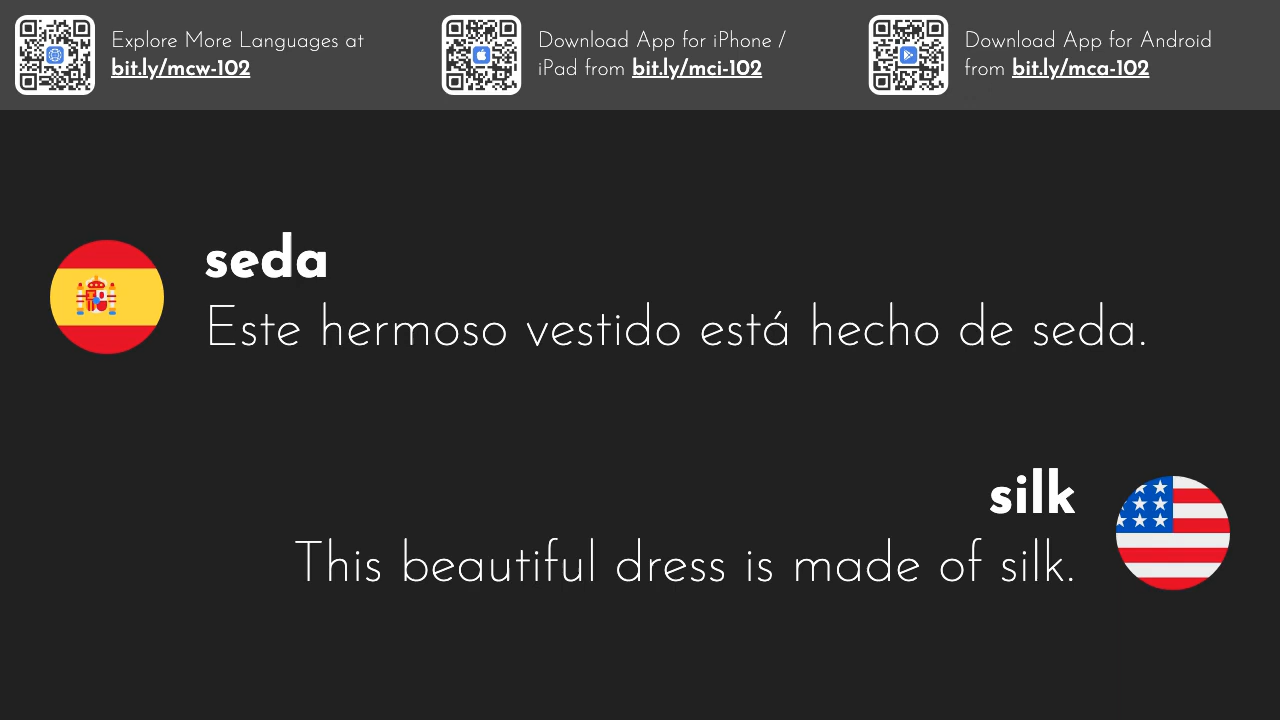 Explore More Languages at
bit.ly/mcw-102
Download App for iPhone /
iPad from bit.ly/mci-102
Download App for Android
from bit.ly/mca-102
seda
Este hermoso vestido está hecho de seda.
silk
This beautiful dress is made of silk.